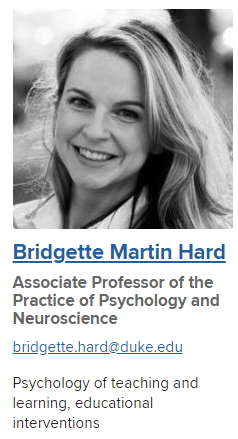 Bridgette Martin Hard
Associate Professor of the
Practice of Psychology and
Neuroscience
bridgette.hard@duke.edu
Psychology of teaching and
learning, educational
interventions